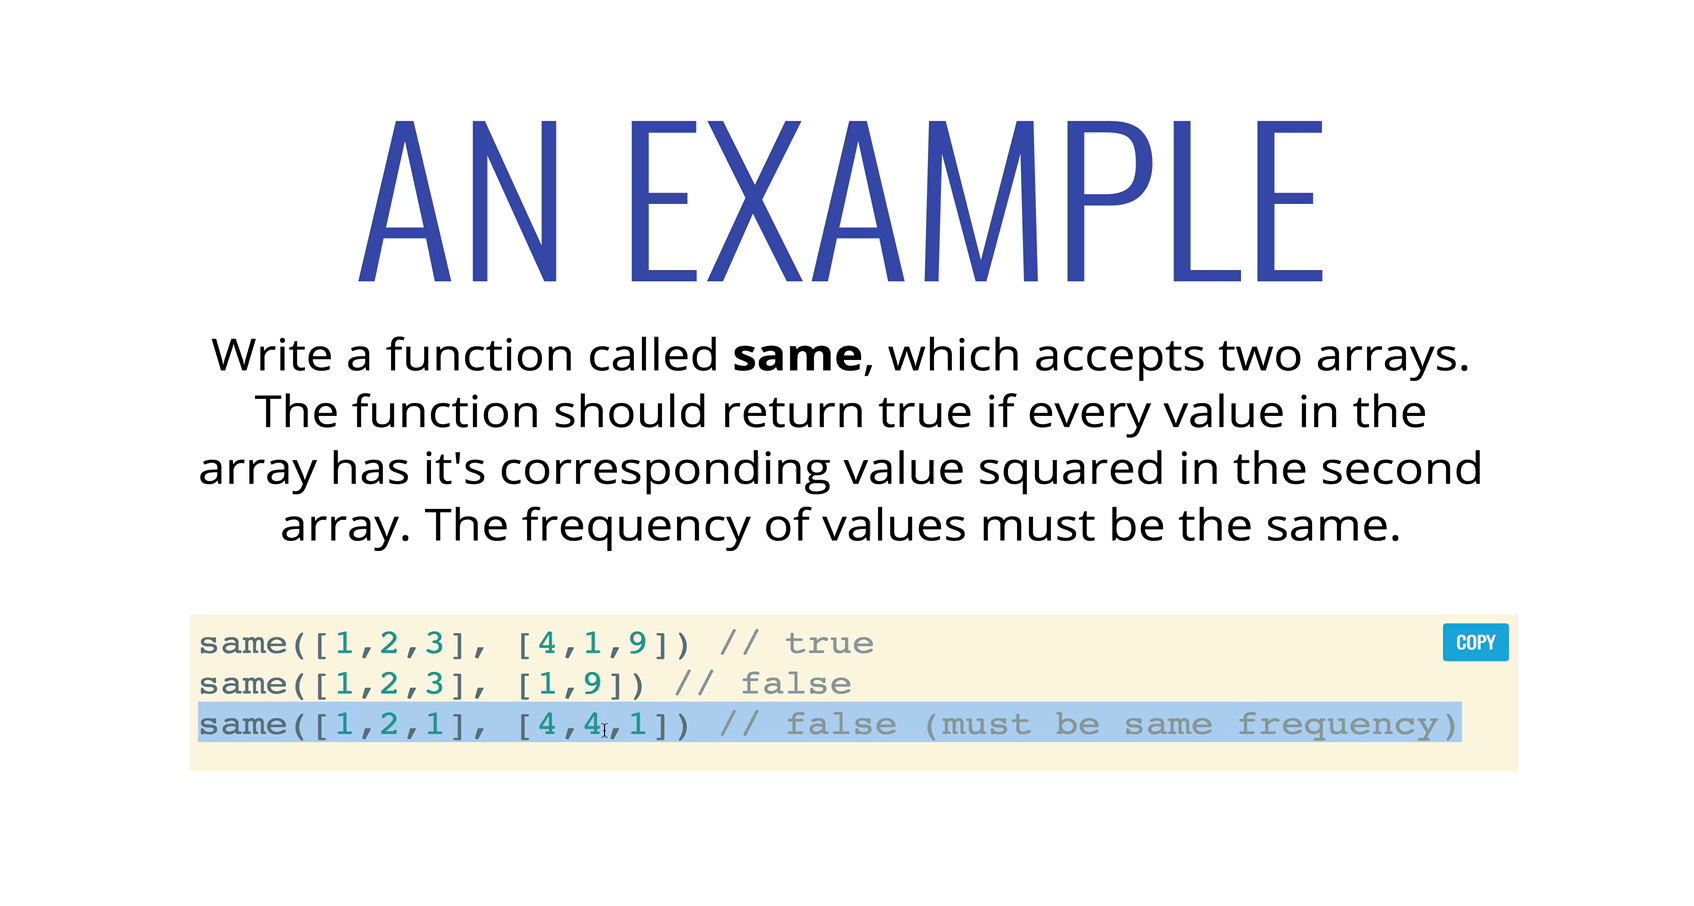 AN EXAMPLE
Write a function called same, which accepts two arrays.
The function should return true if every value in the
array has it's corresponding value squared in the second
array. The frequency of values must be the same.
same([1,2,3], [4,1,9]) // true
COPY
same([1,2,3], [1,9]) // false
same([1,2,1], [4,4,1]) // false (must be same frequency)